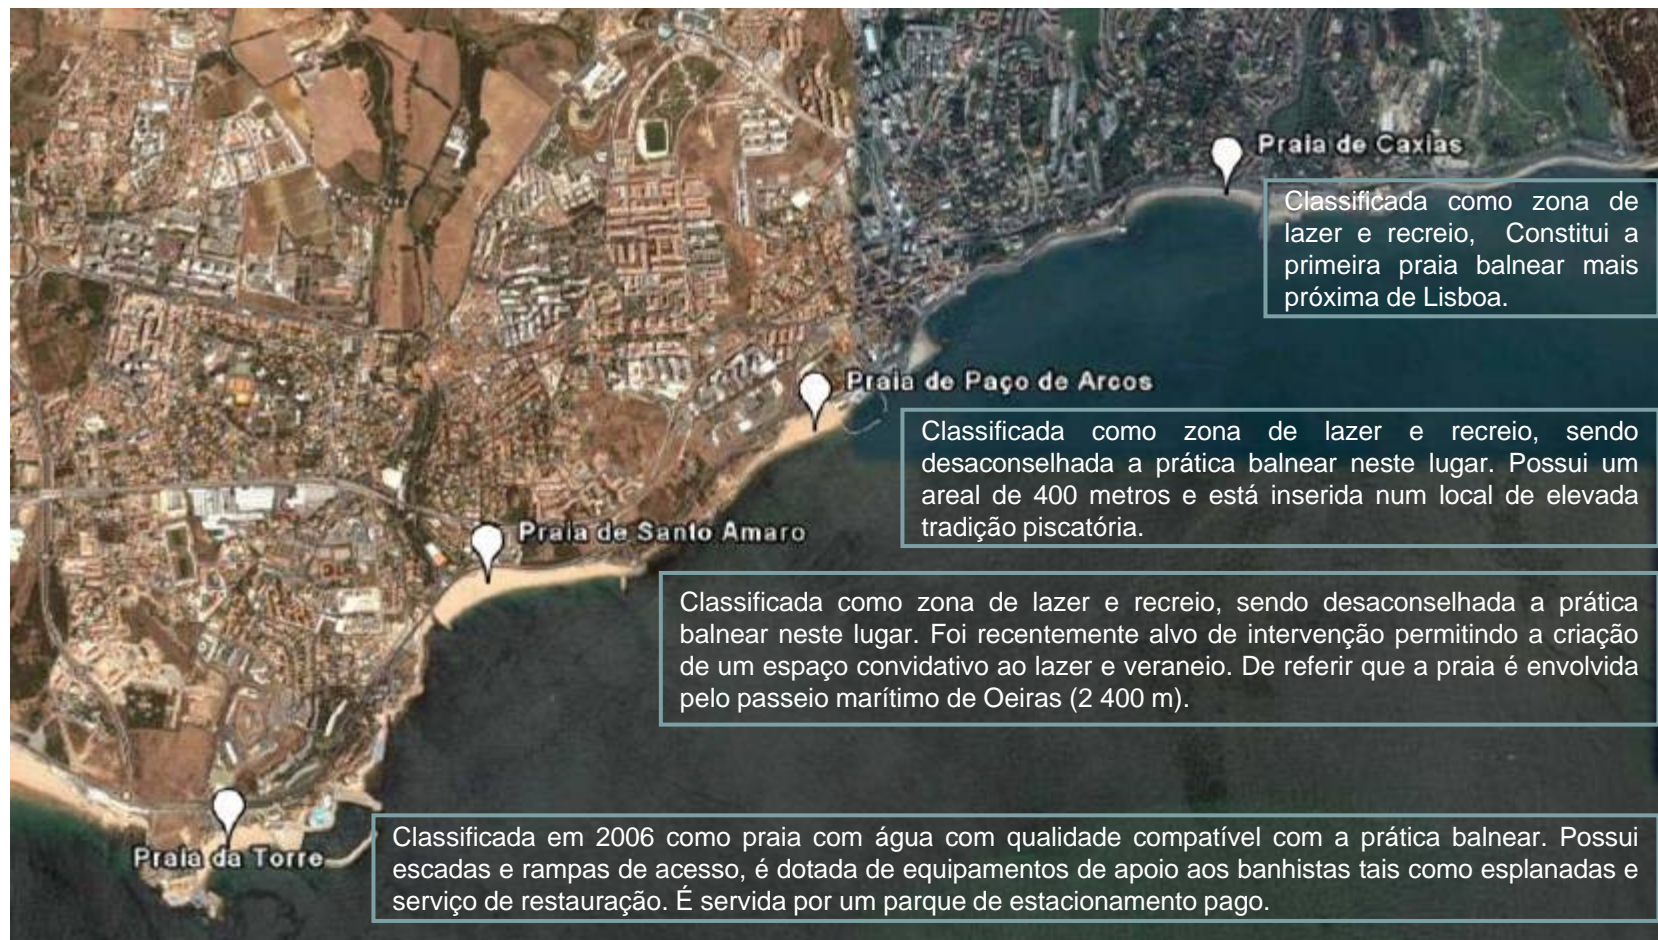 Praia de Caxias
Classificada como zona de
lazer e recreio, Constitui a
primeira praia balnear mais
próxima de Lisboa.
Praia de Paço de Arcos
Classificada como zona de lazer e recreio, sendo
desaconselhada a prática balnear neste lugar. Possui um
areal de 400 metros e está inserida num local de elevada
tradição piscatória.
Praia de Santo Amaro
Classificada como zona de lazer e recreio, sendo desaconselhada a prática
balnear neste lugar. Foi recentemente alvo de intervenção permitindo a criação
de um espaço convidativo ao lazer e veraneio. De referir que a praia é envolvida
pelo passeio marítimo de Oeiras (2 400 m).
Praia da Torre
Classificada em 2006 como praia com água com qualidade compatível com a prática balnear. Possui
escadas e rampas de acesso, é dotada de equipamentos de apoio aos banhistas tais como esplanadas e
serviço de restauração. É servida por um parque de estacionamento pago.